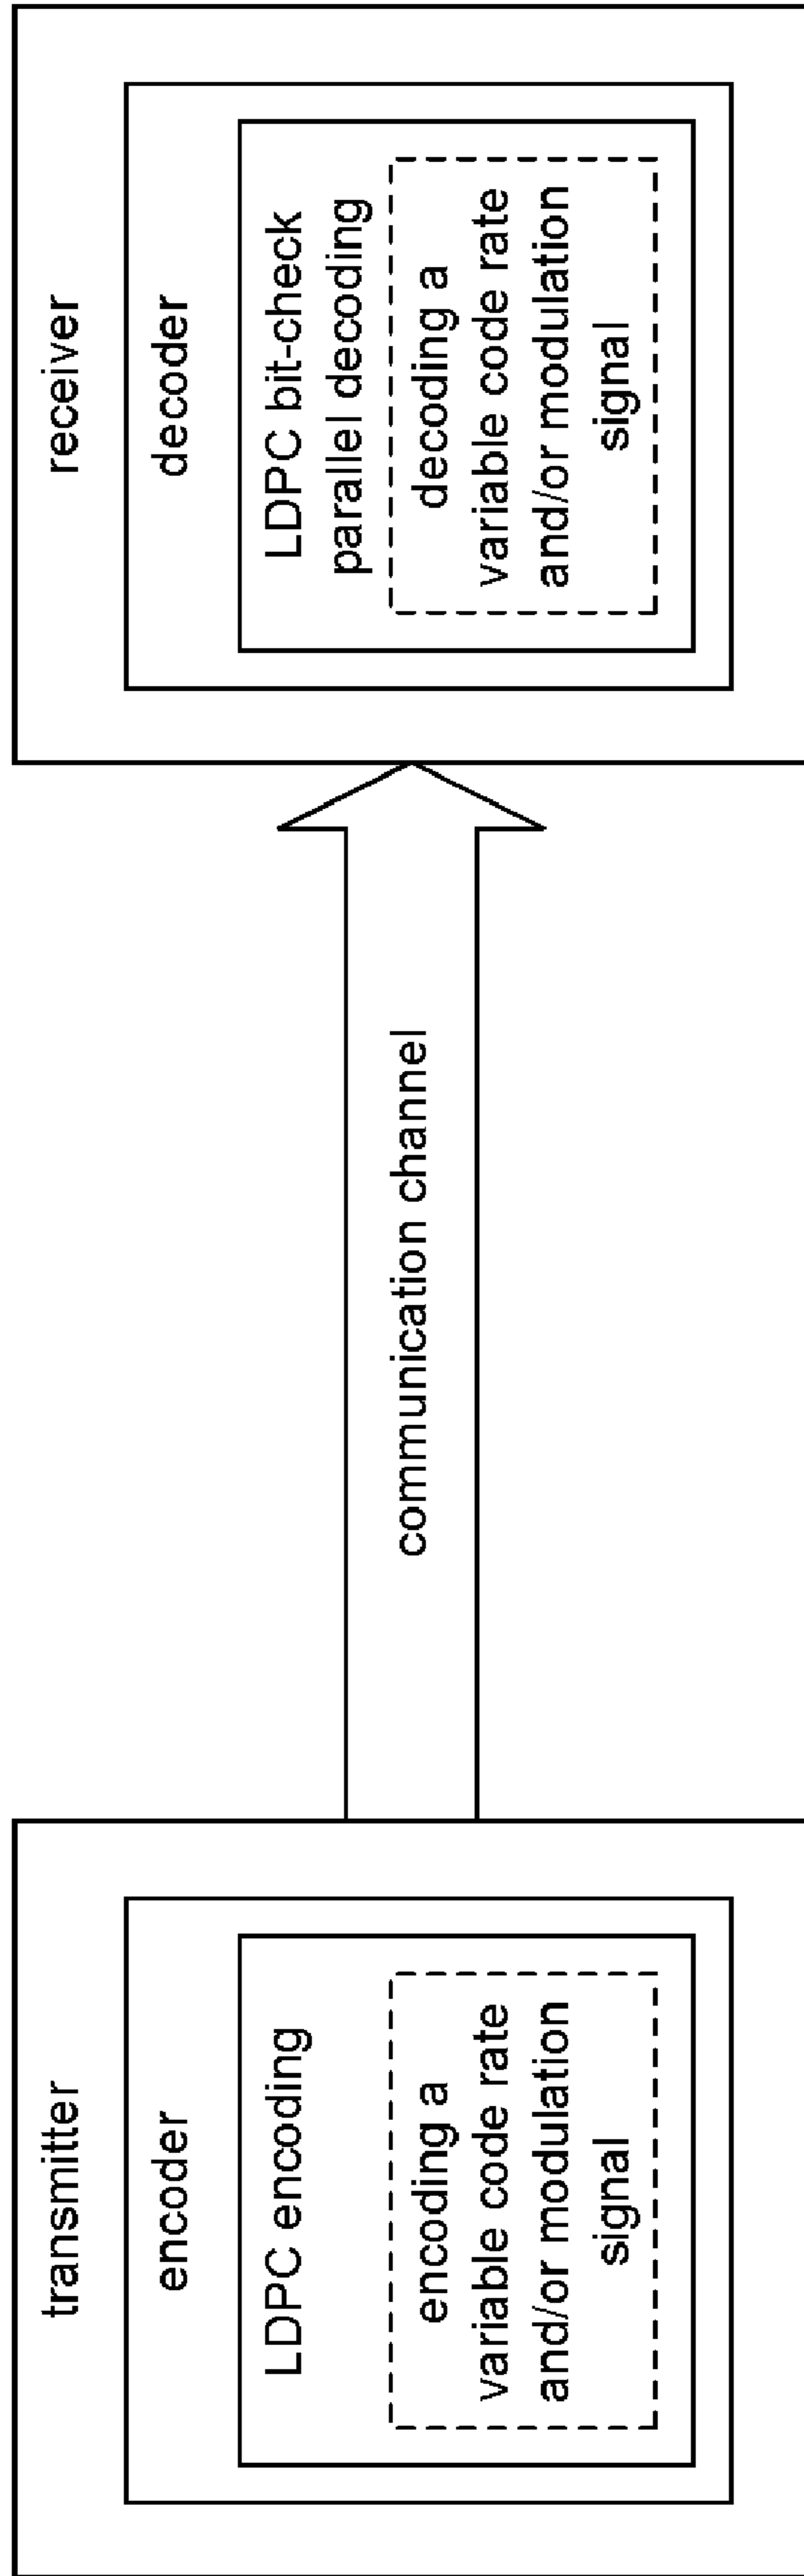 transmitter
encoder
LDPC encoding
encoding a
variable code rate
and/or modulation
signal
communication channel
receiver
decoder
LDPC bit-check
parallel decoding
decoding a
variable code rate
and/or modulation
signal